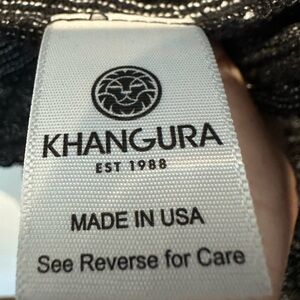 KHANGURA
EST 1988
MADE IN USA
See Reverse for Care